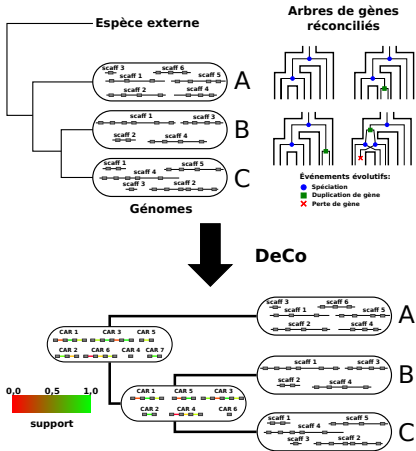 Espèce externe
Arbres de gènes
réconciliés
scaff 3
scaff 6
scaff 1
scaff 5
scaff 2
scaff 4
A
scaff 1
scaff 3
scaff 2
scaff 4
B
scaff 1
scaff 5
scaff 4
scaff 3
scaff 2
C
Génomes
Événements évolutifs:
Spéciation
Duplication de gène
Perte de gène
DeCo
scaff 3
scaff 6
scaff 1
scaff 5
scaff 2
scaff 4
A
CAR 1
CAR 3
CAR 5
CAR 2
CAR 6
CAR 4
CAR 7
scaff 1
scaff 3
scaff 2
scaff 4
B
CAR 1
CAR 5
CAR 3
CAR 2
CAR 4
CAR 6
0.0
1.0
support
scaff 1
scaff 5
scaff 4
scaff 3
scaff 2
C